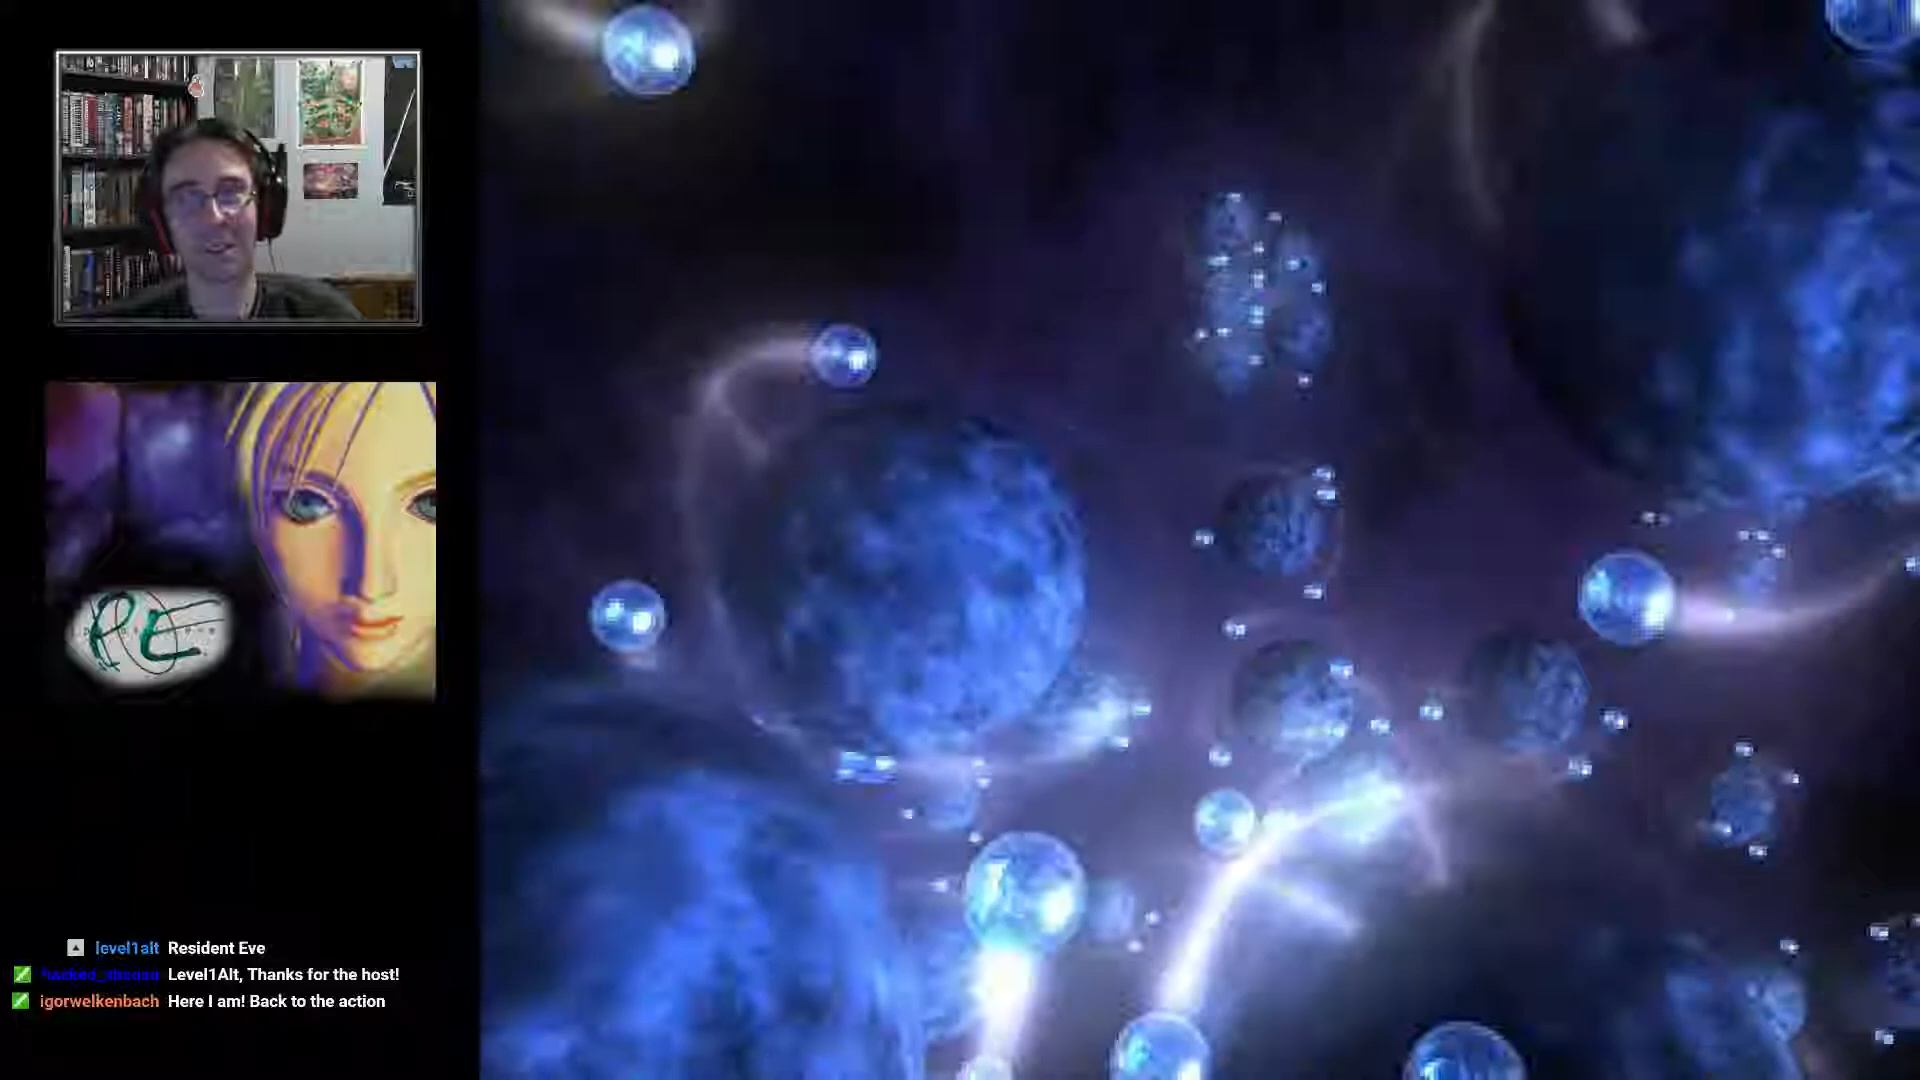 PE
level1alt Resident Eve
Level1Alt, Thanks for the host!
igorwelkenbach Here I am! Back to the action